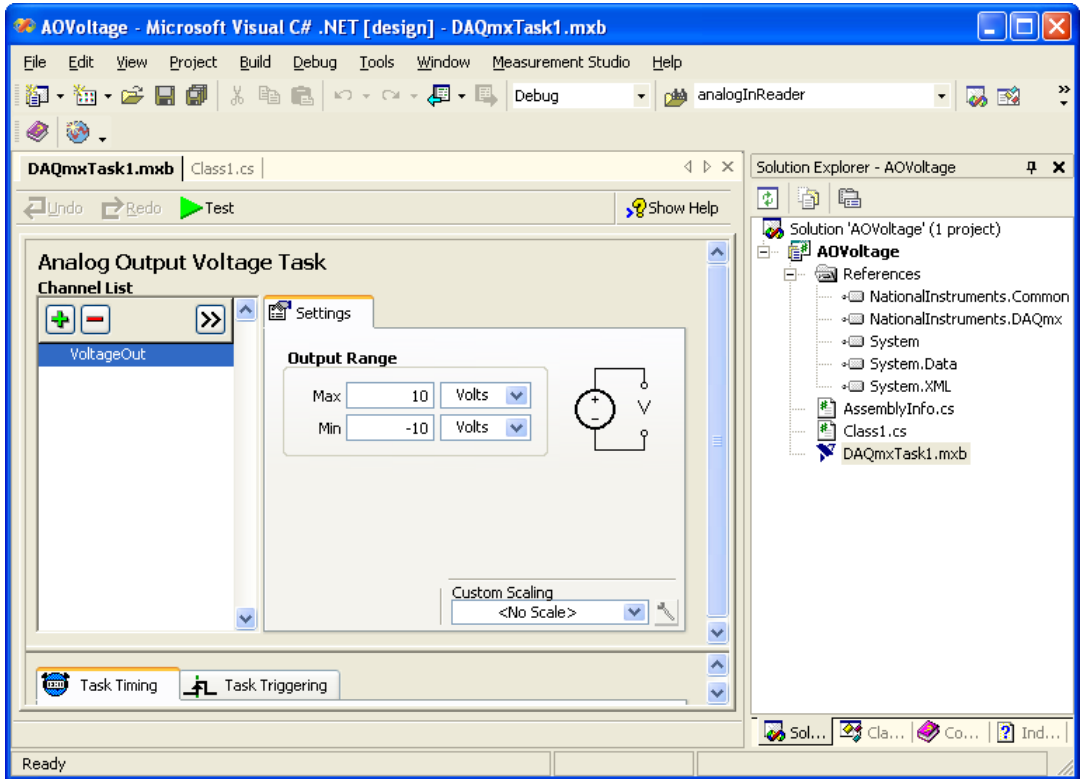 AOVoltage - Microsoft Visual C# .NET [design] - DAQmxTask1.mxb
File Edit View Project Build Debug Tools Window Measurement Studio Help
Debug analogInReader
DAQmxTask1.mxb Class1.cs
Undo Redo Test Show Help
Analog Output Voltage Task
Channel List
VoltageOut
Settings
Output Range
Max 10 Volts
Min -10 Volts
+
-
V
Custom Scaling
<No Scale>
Task Timing Task Triggering
Solution Explorer - AOVoltage
Solution 'AOVoltage' (1 project)
AOVoltage
References
NationalInstruments.Common
NationalInstruments.DAQmx
System
System.Data
System.XML
AssemblyInfo.cs
Class1.cs
DAQmxTask1.mxb
Sol... Cla... Co... Ind...
Ready